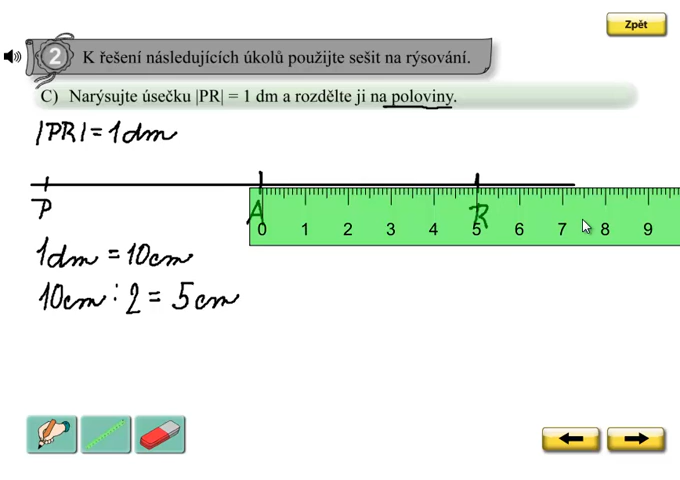 Zpět
2 K řešení následujících úkolů použijte sešit na rýsování.
C) Narýsujte úsečku |PR| = 1 dm a rozdělte ji na poloviny.
|PR| = 1dm
P A R
0 1 2 3 4 5 6 7 8 9
1dm = 10cm
10cm : 2 = 5cm